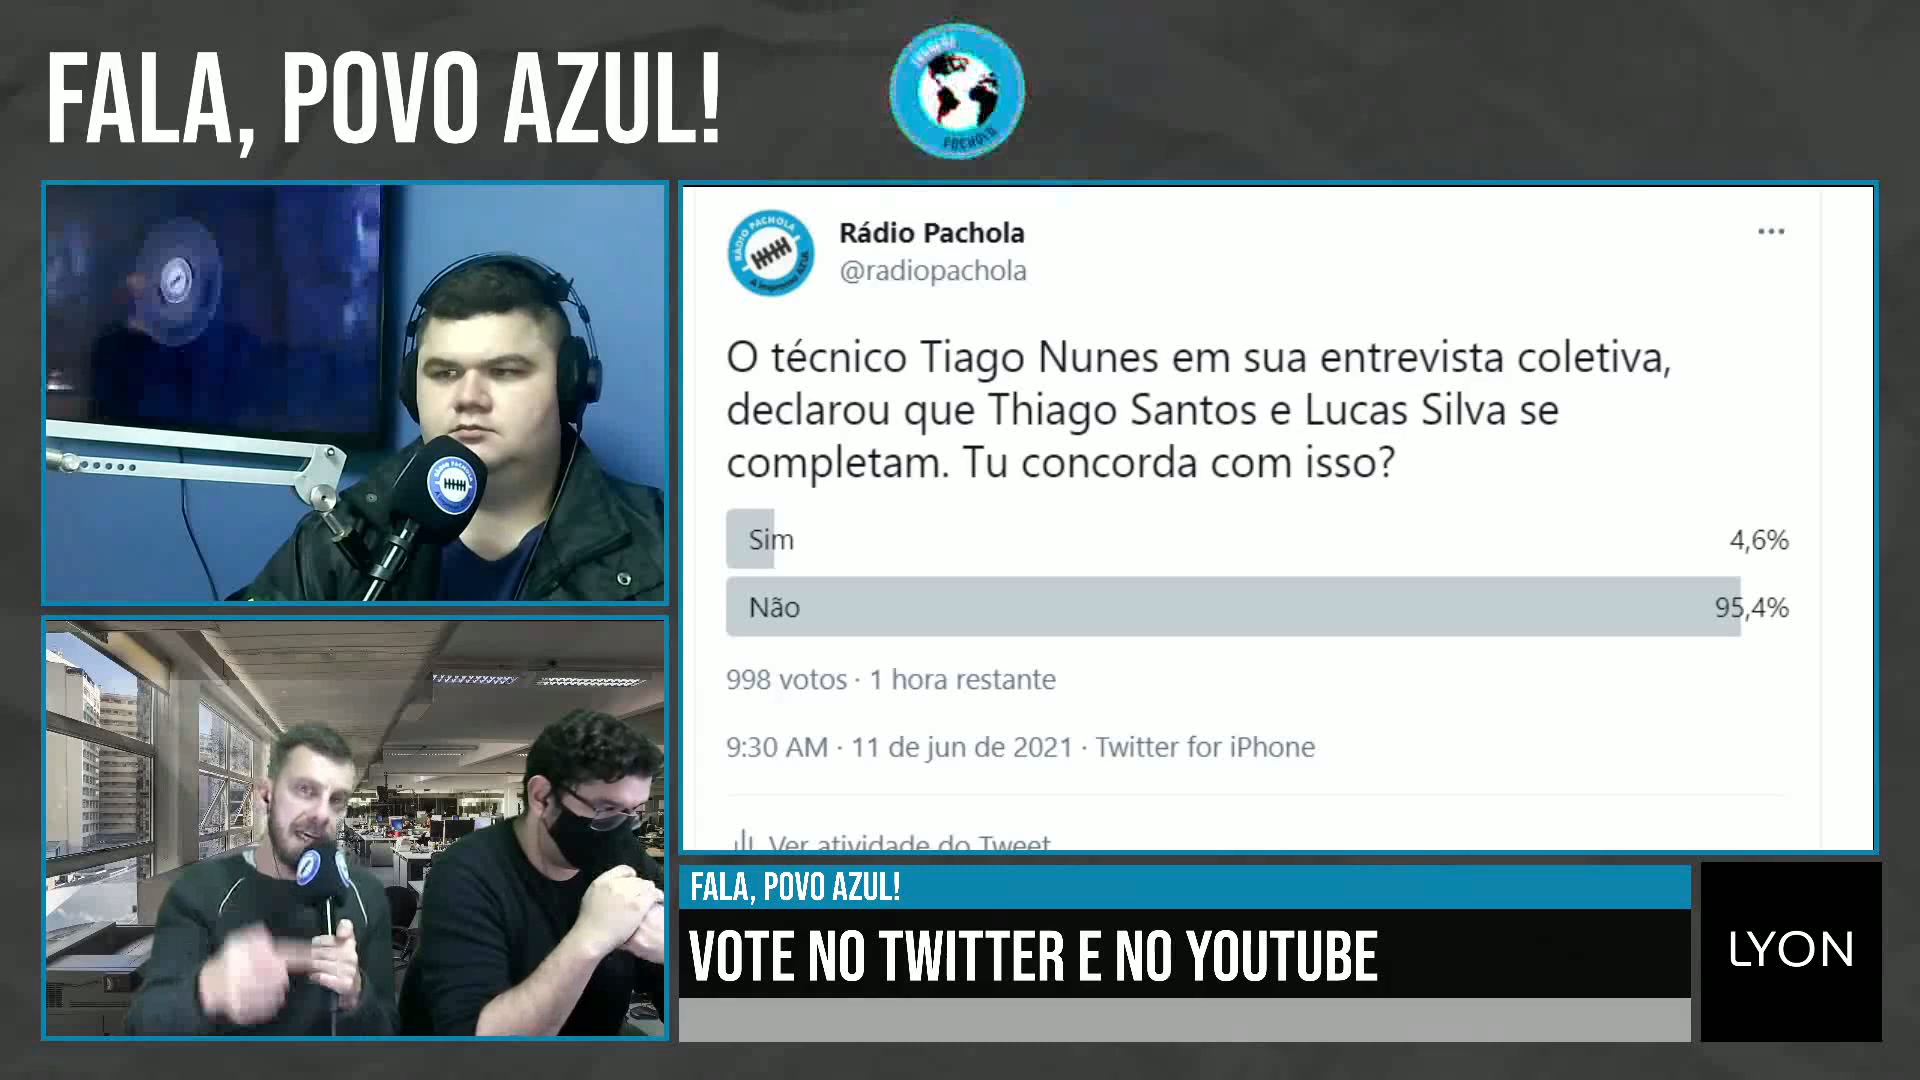 FALA, POVO AZUL!
POCHOLA
Rádio Pachola
@radiopachola
RÁDIO PACHOLA
O técnico Tiago Nunes em sua entrevista coletiva,
declarou que Thiago Santos e Lucas Silva se
completam. Tu concorda com isso?
Sim 4,6%
Não 95,4%
998 votos · 1 hora restante
9:30 AM · 11 de jun de 2021 · Twitter for iPhone
Ver atividade do Tweet
FALA, POVO AZUL!
VOTE NO TWITTER E NO YOUTUBE
LYON